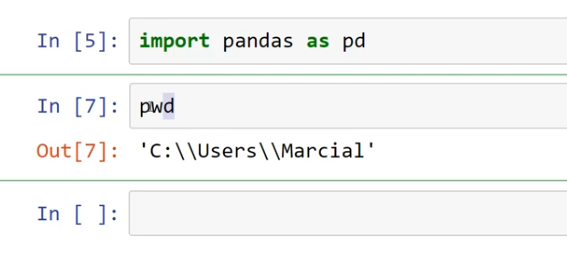 In [5]: import pandas as pd
In [7]: pwd
Out[7]: 'C:\\Users\\Marcial'
In [ ]: